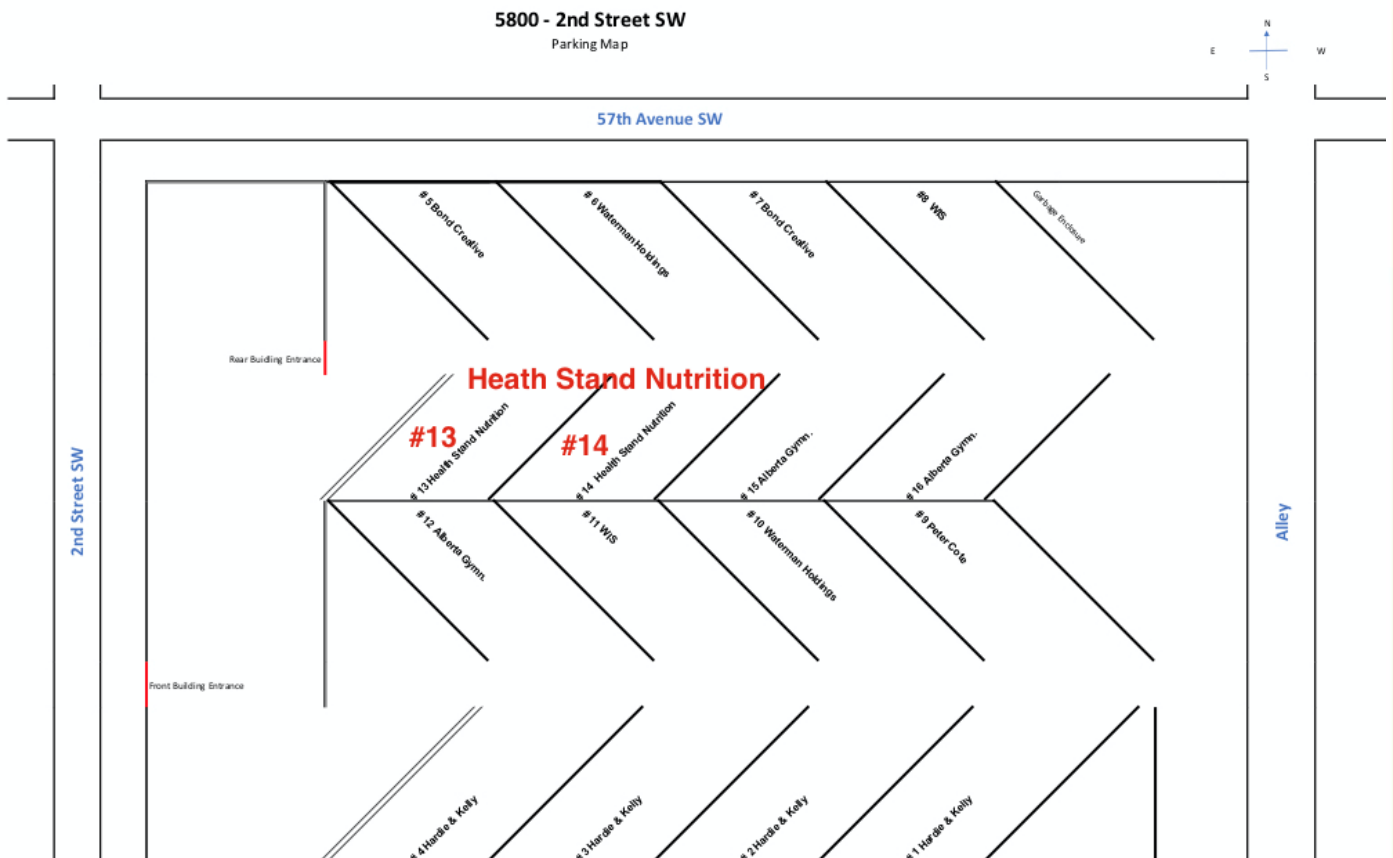 5800 - 2nd Street SW
Parking Map
N
E
W
S
57th Avenue SW
# 5 Bond Creative
# 6 Waterman Holdings
# 7 Bond Creative
#8 WIS
Garbage Enclosure
Rear Buidling Entrance
Heath Stand Nutrition
#13
# 13 Health Stand Nutrition
#14
# 14 Health Stand Nutrition
# 15 Alberta Gymn.
# 16 Alberta Gymn.
2nd Street SW
Alley
#12 Alberta Gymn.
#11 WIS
#10 Waterman Holdings
#9 Peter Cote
Front Building Entrance
4 Hardie & Kelly
3 Hardie & Kelly
2 Hardie & Kelly
1 Hardie & Kelly